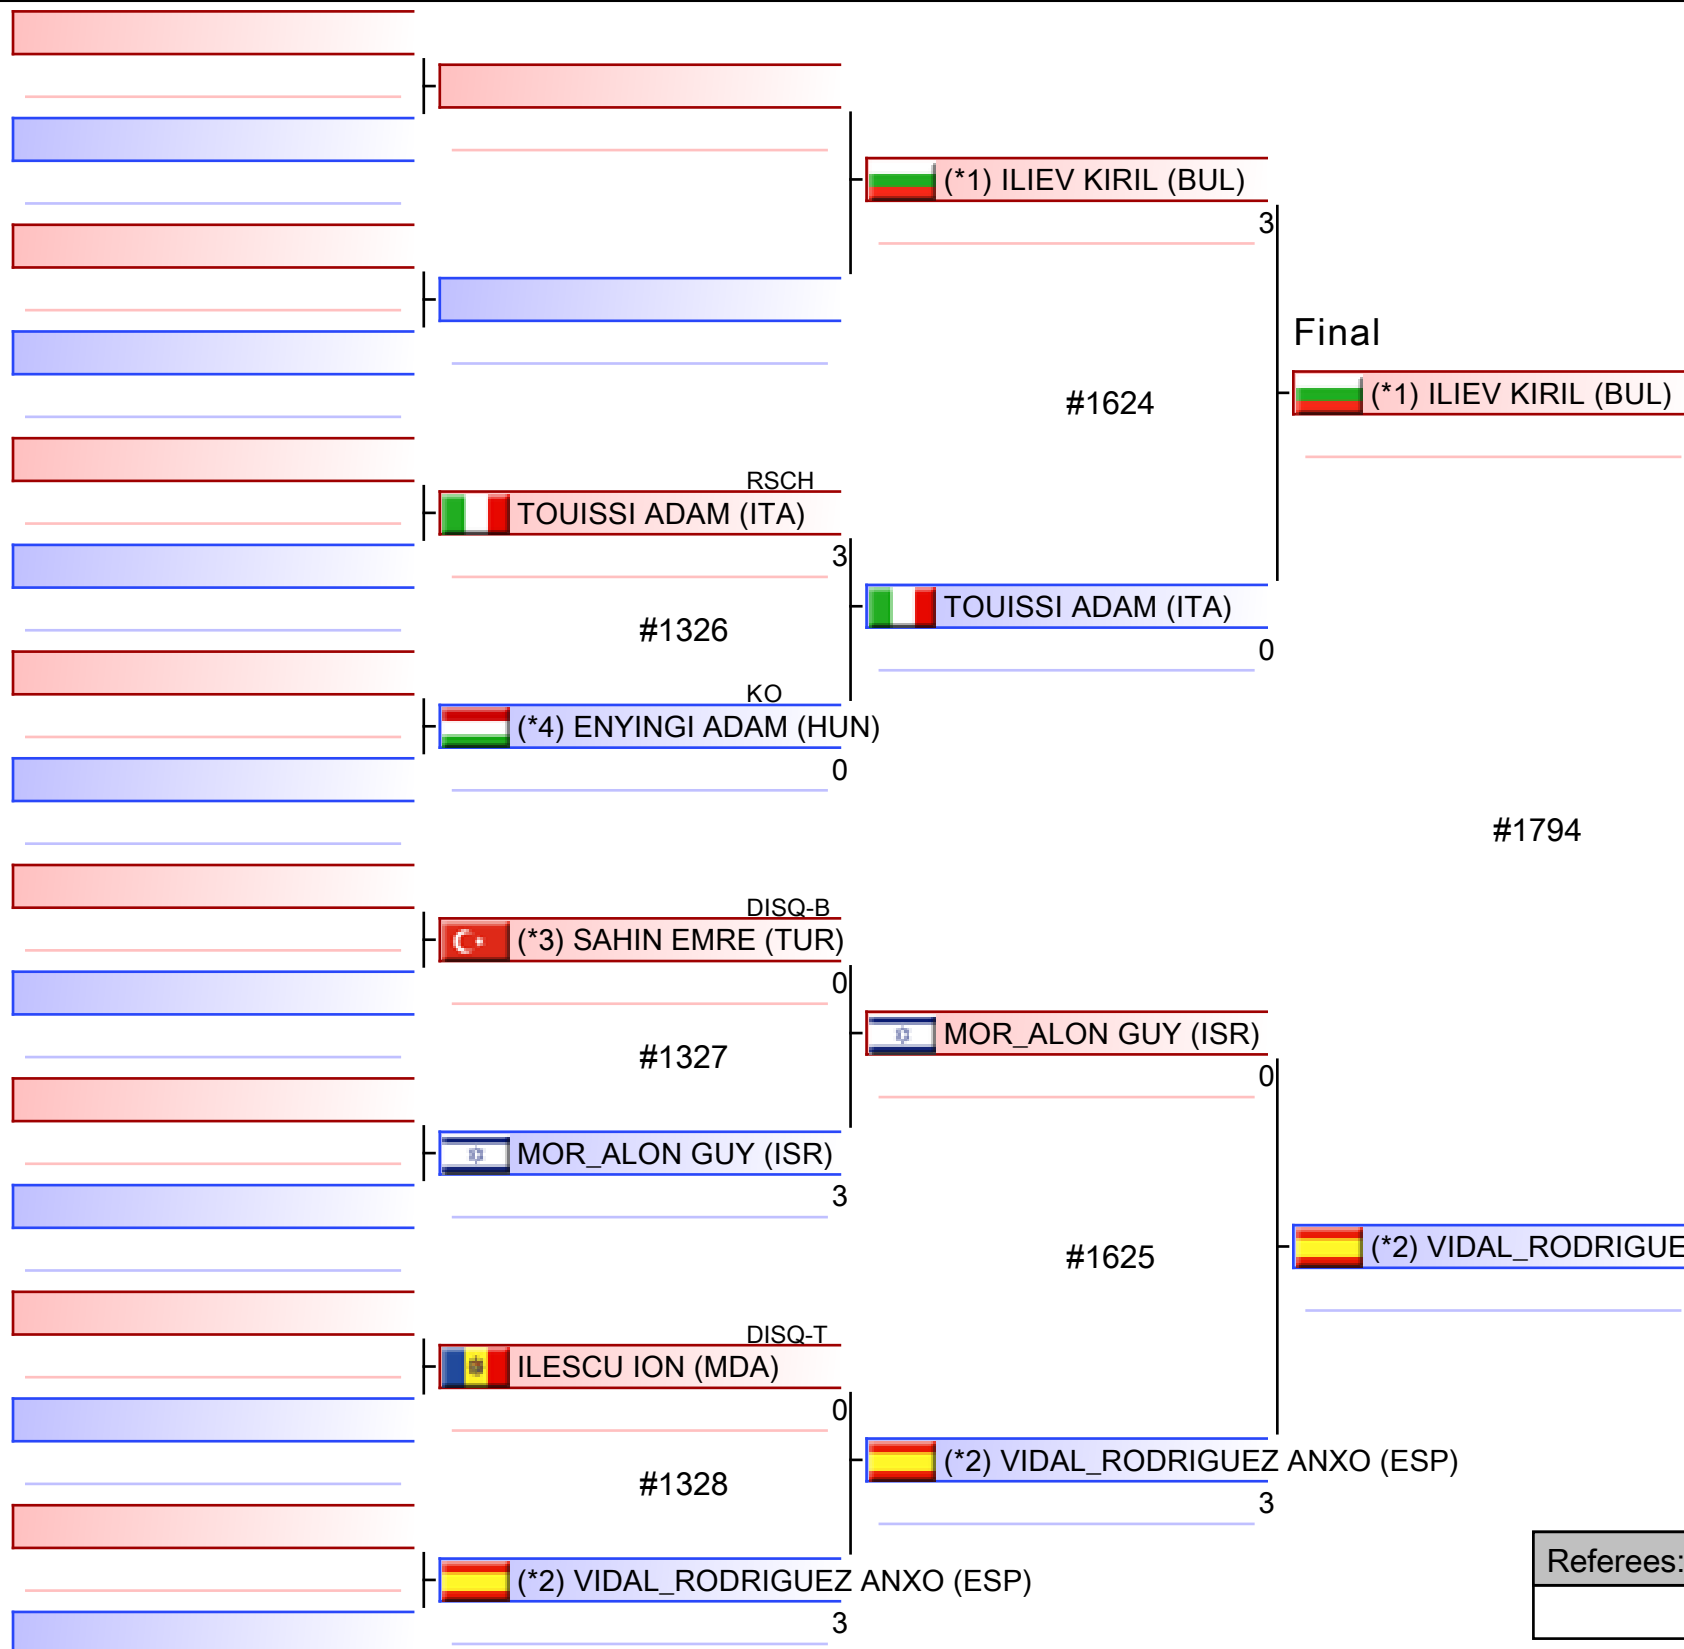 (*1) ILIEV KIRIL (BUL)
3
Final
#1624
(*1) ILIEV KIRIL (BUL)
RSCH
TOUISSI ADAM (ITA)
3
#1326
TOUISSI ADAM (ITA)
0
KO
(*4) ENYINGI ADAM (HUN)
0
#1794
DISQ-B
(*3) SAHIN EMRE (TUR)
0
#1327
MOR_ALON GUY (ISR)
0
MOR_ALON GUY (ISR)
3
#1625
(*2) VIDAL_RODRIGUE
DISQ-T
ILESCU ION (MDA)
0
#1328
(*2) VIDAL_RODRIGUEZ ANXO (ESP)
3
Referees:
(*2) VIDAL_RODRIGUEZ ANXO (ESP)
3